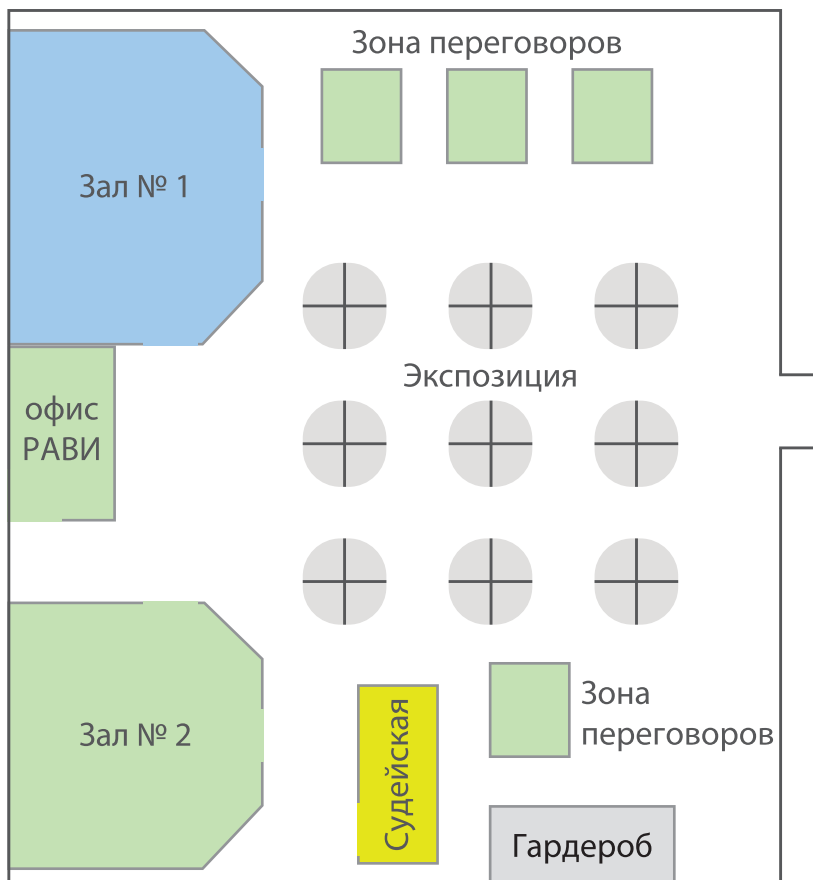 Зона переговоров
Зал № 1
Экспозиция
офис
РАВИ
Зона
переговоров
Зал № 2
Судейская
Гардероб